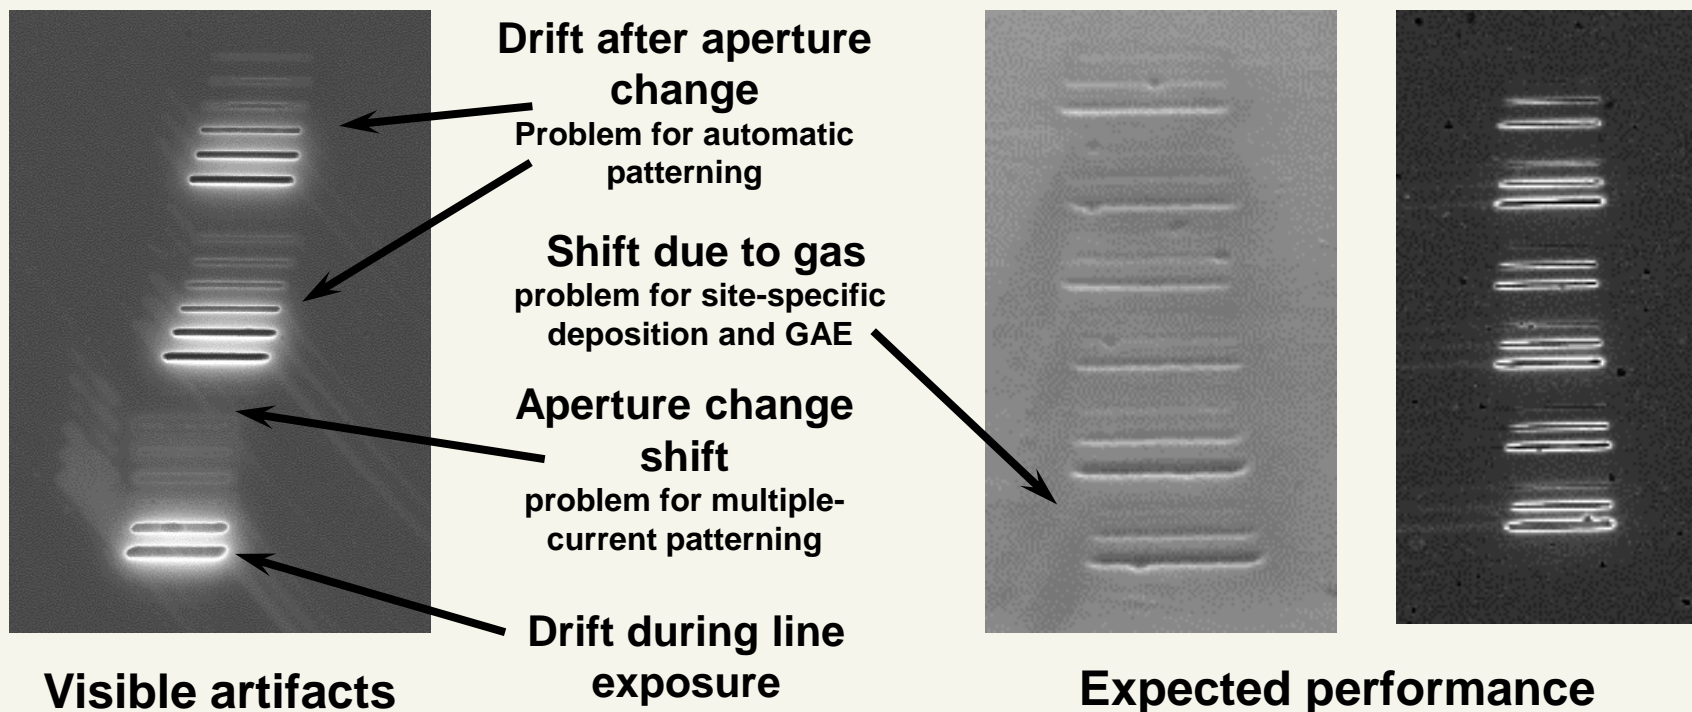 Drift after aperture
change
Problem for automatic
patterning
Shift due to gas
problem for site-specific
deposition and GAE
Aperture change
shift
problem for multiple-
current patterning
Drift during line
exposure
Visible artifacts
Expected performance